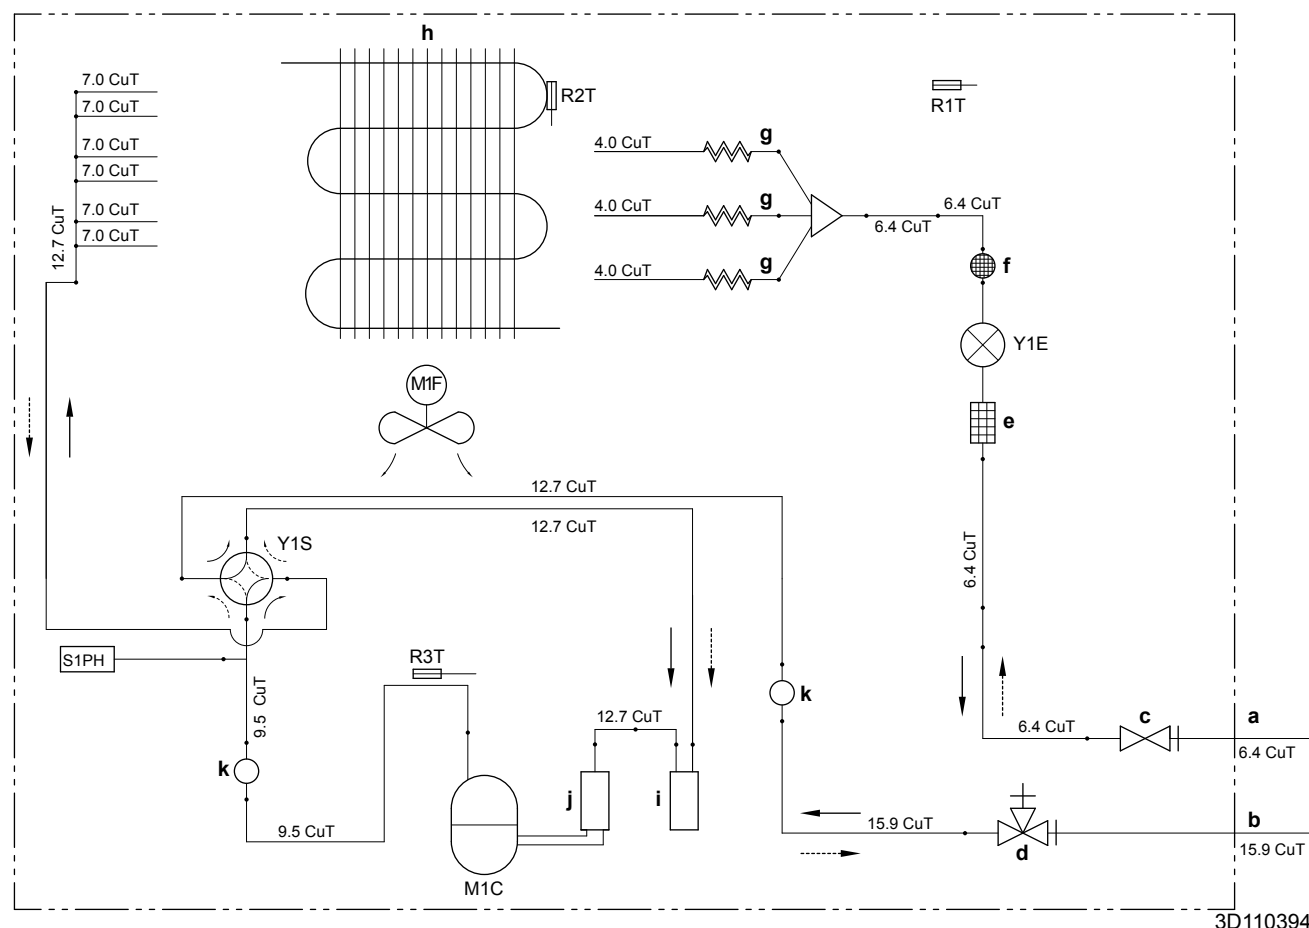 h
7.0 CuT
7.0 CuT
7.0 CuT
7.0 CuT
7.0 CuT
7.0 CuT
12.7 CuT
R2T
R1T
4.0 CuT
g
4.0 CuT
g
4.0 CuT
g
6.4 CuT
6.4 CuT
f
Y1E
e
M1F
12.7 CuT
12.7 CuT
Y1S
6.4 CuT
S1PH
R3T
9.5 CuT
k
12.7 CuT
k
6.4 CuT
c
a
6.4 CuT
j
i
9.5 CuT
15.9 CuT
d
b
15.9 CuT
M1C
3D110394